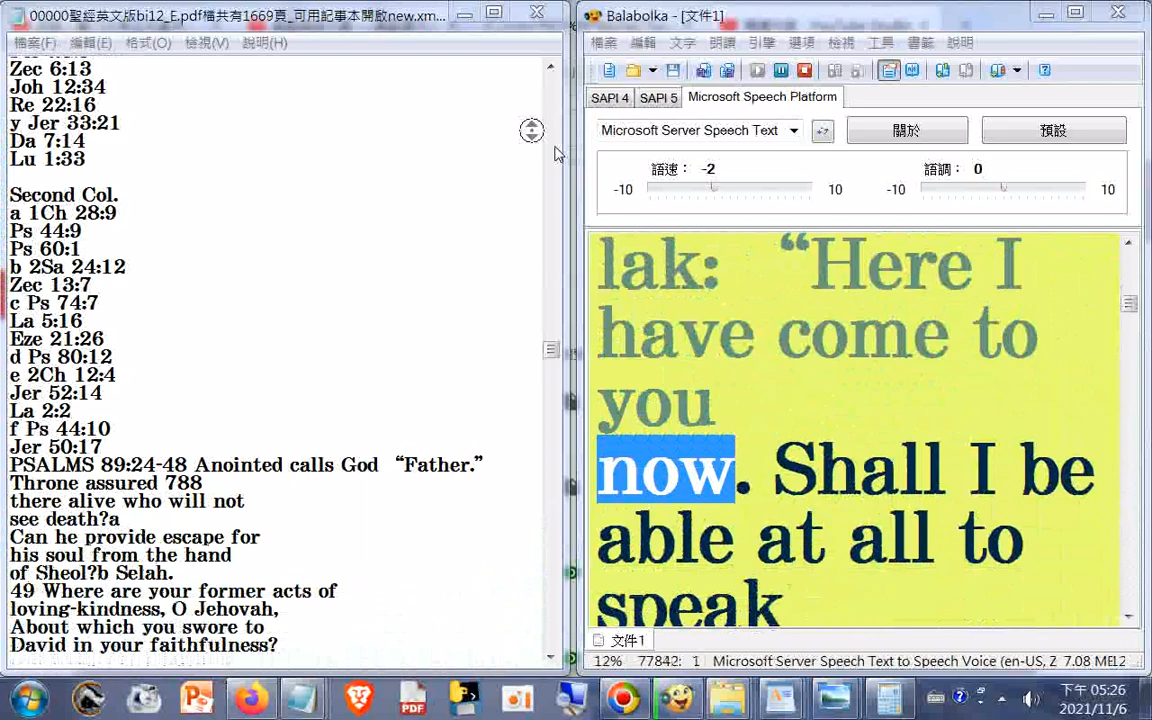 00000聖經英文版bi12_E.pdf檔共有1669頁_可用記事本開啟new.xm...
檔案(F) 編輯(E) 格式(O) 檢視(V) 說明(H)
Zec 6:13
Joh 12:34
Re 22:16
y Jer 33:21
Da 7:14
Lu 1:33
Second Col.
a 1Ch 28:9
Ps 44:9
Ps 60:1
b 2Sa 24:12
Zec 13:7
c Ps 74:7
La 5:16
Eze 21:26
d Ps 80:12
e 2Ch 12:4
Jer 52:14
La 2:2
f Ps 44:10
Jer 50:17
PSALMS 89:24-48 Anointed calls God “Father.”
Throne assured 788
there alive who will not
see death?a
Can he provide escape for
his soul from the hand
of Sheol?b Selah.
49 Where are your former acts of
loving-kindness, O Jehovah,
About which you swore to
David in your faithfulness?
Balabolka - [文件1]
檔案 編輯 文字 朗讀 引擎 選項 檢視 工具 書籤 說明
SAPI 4 SAPI 5 Microsoft Speech Platform
Microsoft Server Speech Text 關於 預設
語速： -2 語調： 0
-10 10 -10 10
lak: “Here I
have come to
you
now. Shall I be
able at all to
speak
文件1
12% 77842: 1 Microsoft Server Speech Text to Speech Voice (en-US, Z 7.08 ME12
下午 05:26
2021/11/6